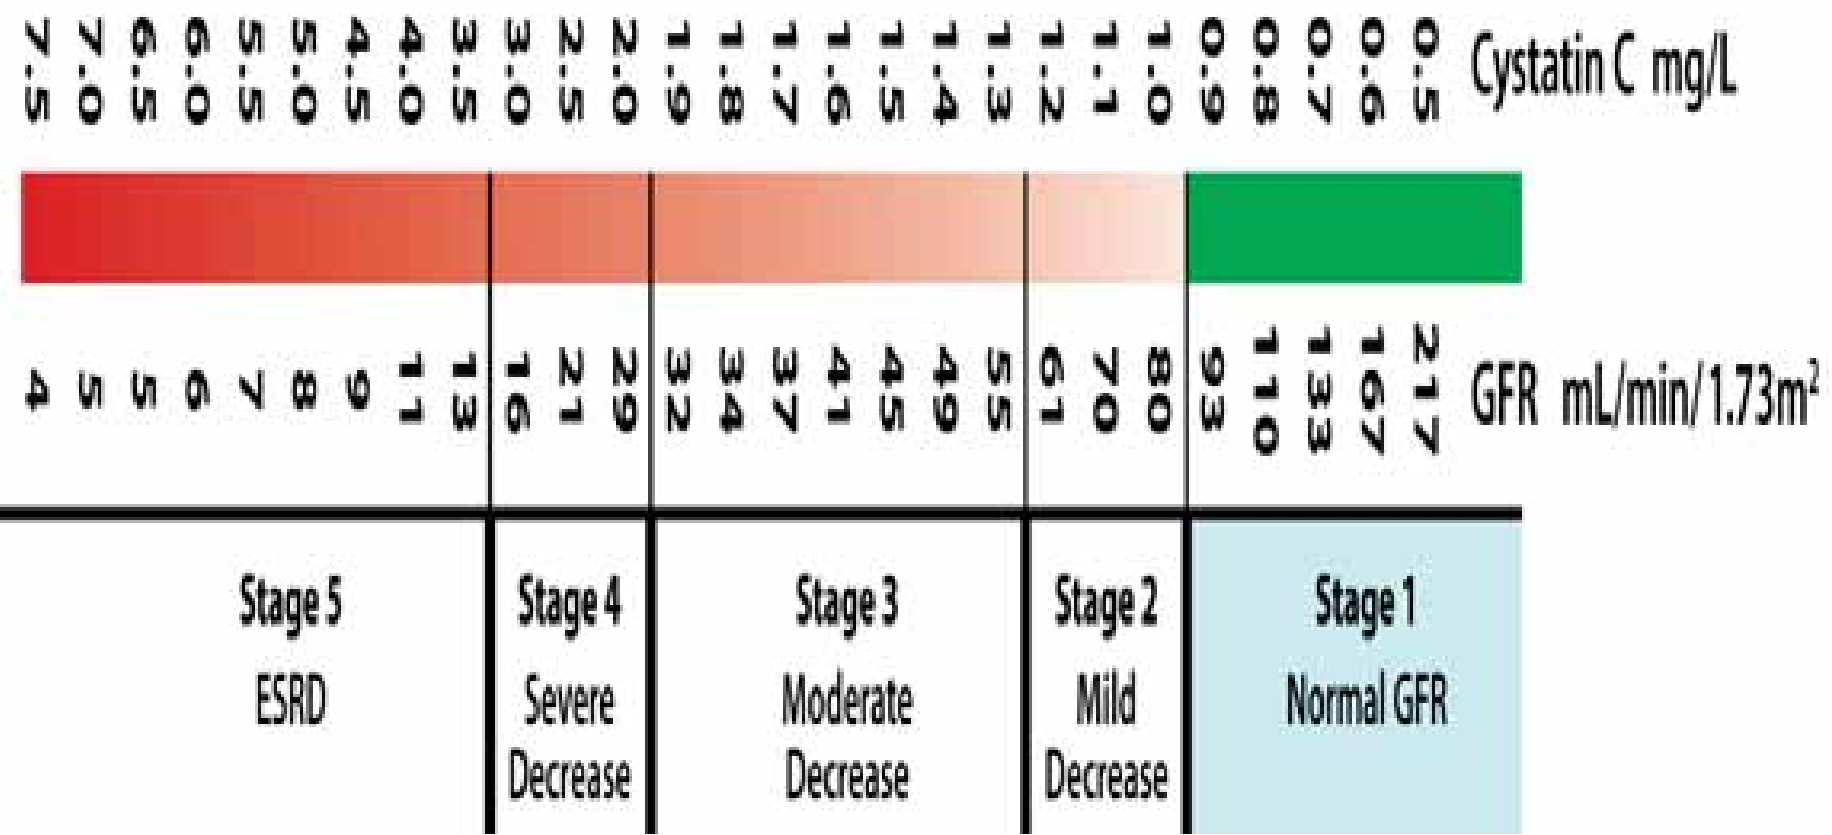 7.5 7.0 6.5 6.0 5.5 5.0 4.5 4.0 3.5 3.0 2.5 2.0 1.9 1.8 1.7 1.6 1.5 1.4 1.3 1.2 1.1 1.0 0.9 0.8 0.7 0.6 0.5 Cystatin C mg/L
4 5 5 6 7 8 9 11 13 16 21 29 32 34 37 41 45 49 55 61 70 80 93 110 133 167 217 GFR mL/min/1.73m²
Stage 5
ESRD
Stage 4
Severe
Decrease
Stage 3
Moderate
Decrease
Stage 2
Mild
Decrease
Stage 1
Normal GFR